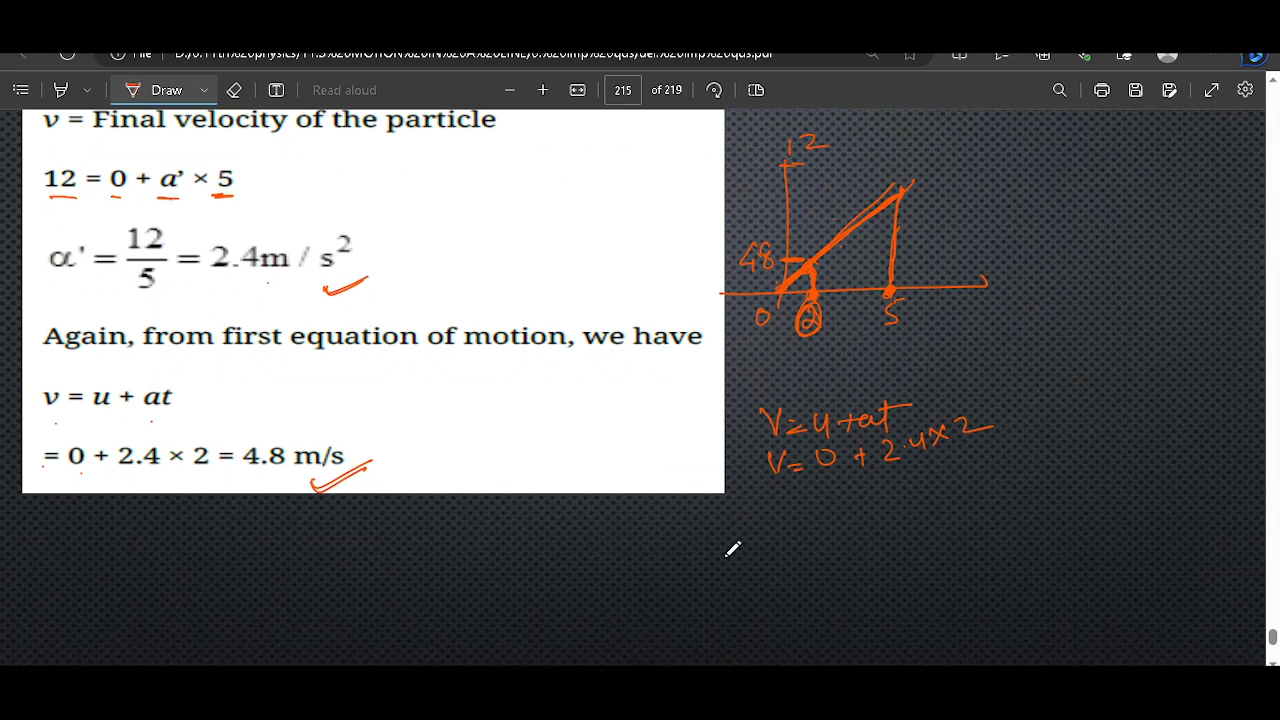 Draw
Read aloud
215 of 219
v = Final velocity of the particle
12 = 0 + a' × 5
α' = 12/5 = 2.4m / s²
Again, from first equation of motion, we have
v = u + at
= 0 + 2.4 × 2 = 4.8 m/s
12
48
0 2 5
V = u + at
V = 0 + 2.4 × 2